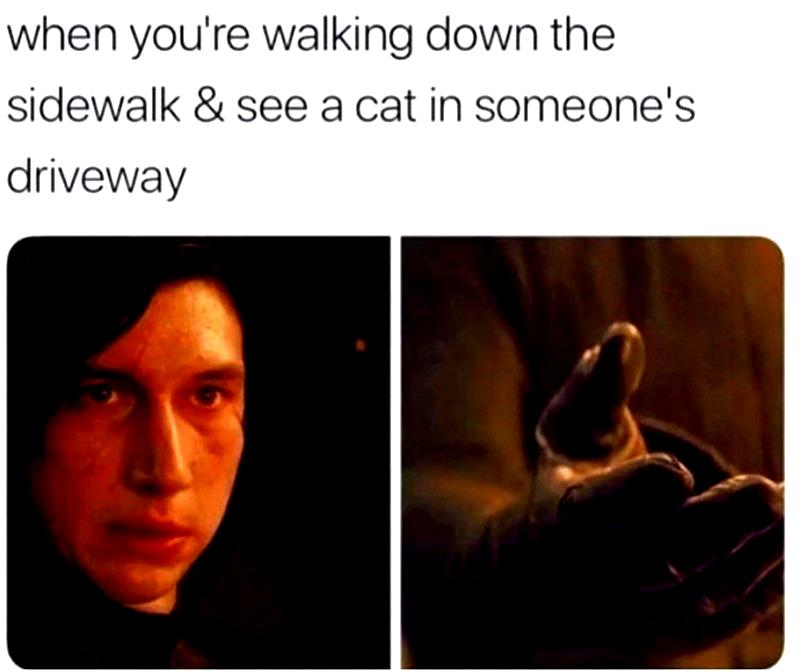 when you're walking down the
sidewalk & see a cat in someone's
driveway